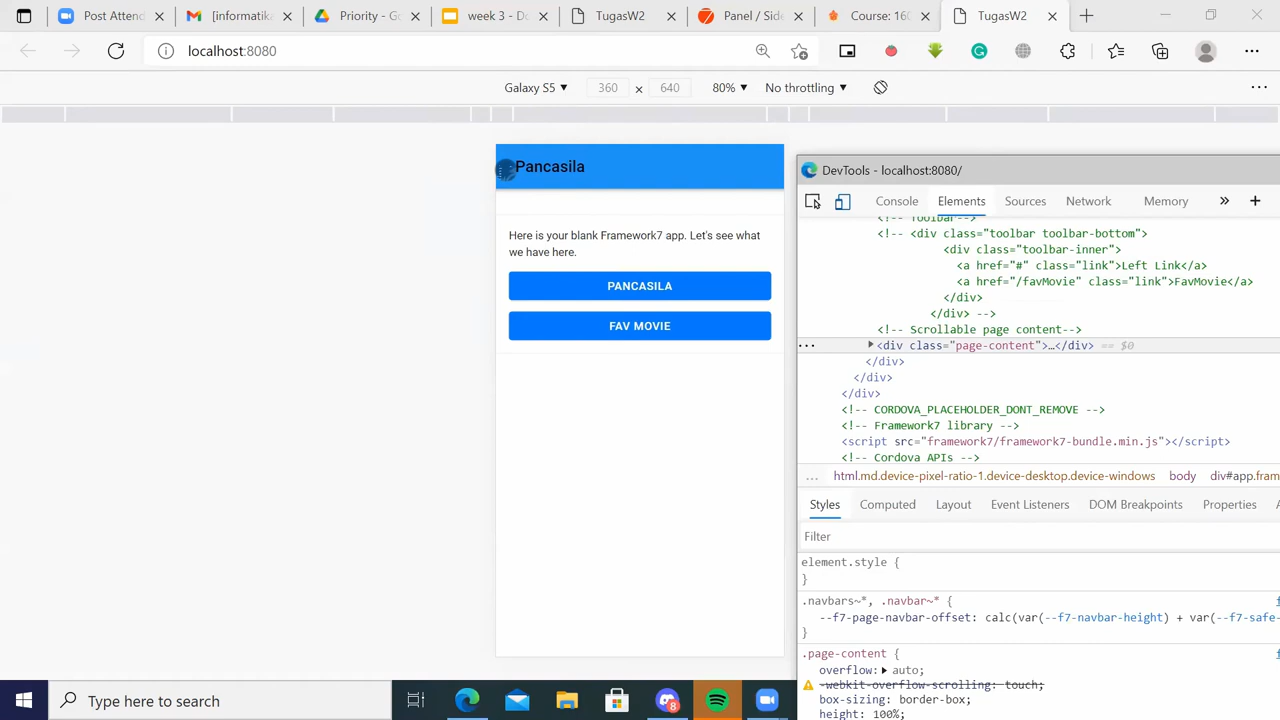 Post Attend
[informatika
Priority - Go
week 3 - Do
TugasW2
Panel / Side
Course: 160
TugasW2
localhost:8080
Galaxy S5 360 × 640 80% No throttling
Pancasila
Here is your blank Framework7 app. Let's see what
we have here.
PANCASILA
FAV MOVIE
DevTools - localhost:8080/
Console Elements Sources Network Memory
<!-- Toolbar-->
<!-- <div class="toolbar toolbar-bottom">
<div class="toolbar-inner">
<a href="#" class="link">Left Link</a>
<a href="/favMovie" class="link">FavMovie</a>
</div>
</div> -->
<!-- Scrollable page content-->
<div class="page-content">…</div> == $0
</div>
</div>
</div>
<!-- CORDOVA_PLACEHOLDER_DONT_REMOVE -->
<!-- Framework7 library -->
<script src="framework7/framework7-bundle.min.js"></script>
<!-- Cordova APIs -->
… html.md.device-pixel-ratio-1.device-desktop.device-windows body div#app.fram
Styles Computed Layout Event Listeners DOM Breakpoints Properties A
Filter
element.style {
}
.navbars~*, .navbar~* {
--f7-page-navbar-offset: calc(var(--f7-navbar-height) + var(--f7-safe-
}
.page-content {
overflow: auto;
-webkit-overflow-scrolling: touch;
box-sizing: border-box;
height: 100%;
Type here to search
8